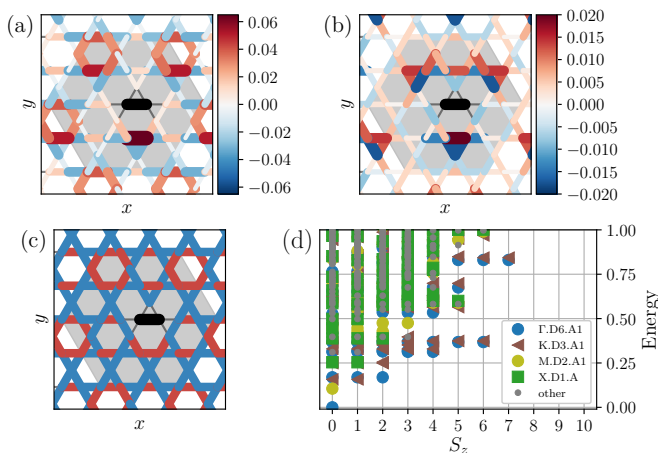 (a)
y
x
0.06
0.04
0.02
0.00
−0.02
−0.04
−0.06
(b)
y
x
0.020
0.015
0.010
0.005
0.000
−0.005
−0.010
−0.015
−0.020
(c)
y
x
(d)
1.00
0.75
0.50
0.25
0.00
Energy
Γ.D6.A1
K.D3.A1
M.D2.A1
X.D1.A
other
0 1 2 3 4 5 6 7 8 9 10
S_z